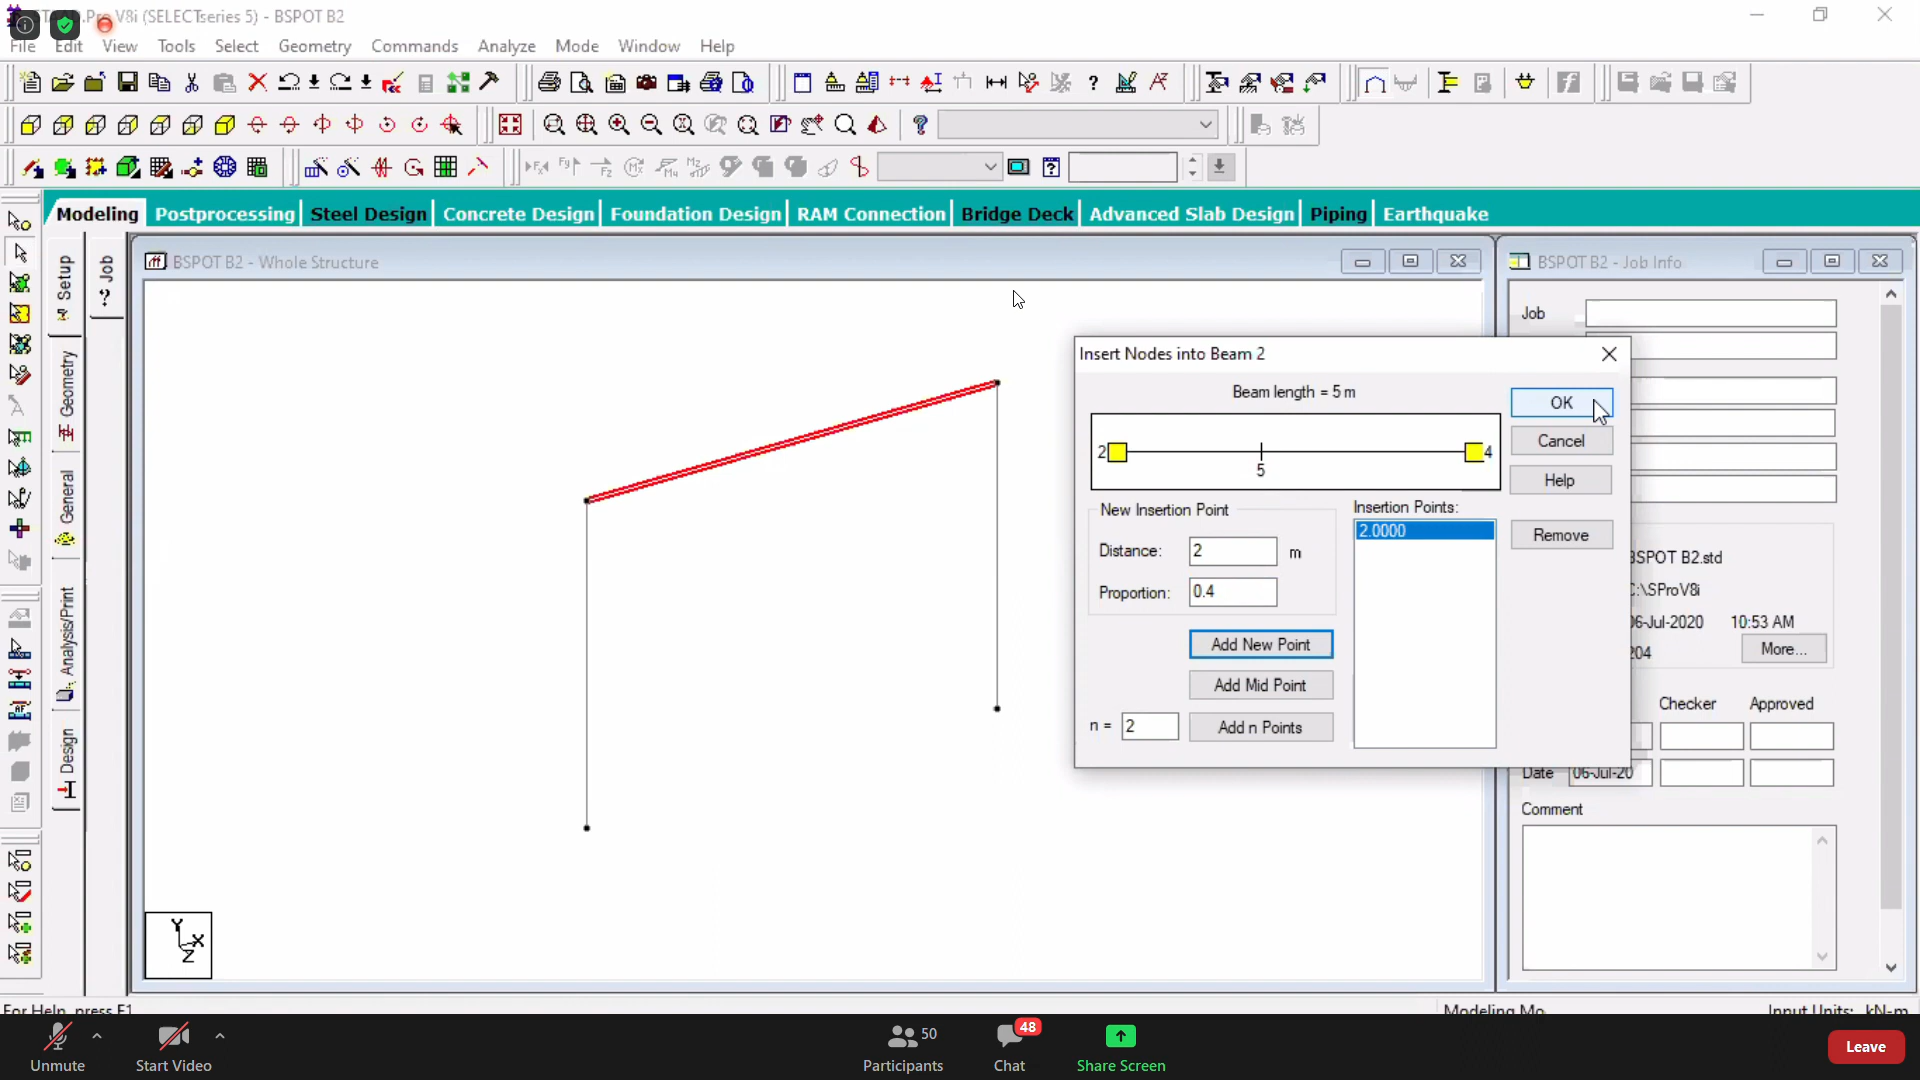 STAAD.Pro V8i (SELECTseries 5) - BSPOT B2
File Edit View Tools Select Geometry Commands Analyze Mode Window Help
Modeling Postprocessing Steel Design Concrete Design Foundation Design RAM Connection Bridge Deck Advanced Slab Design Piping Earthquake
Setup
Geometry
General
Analysis/Print
Design
Job
BSPOT B2 - Whole Structure
BSPOT B2 - Job Info
Job
Insert Nodes into Beam 2
Beam length = 5 m
2 5 4
OK
Cancel
Help
Remove
New Insertion Point
Distance: 2 m
Proportion: 0.4
Insertion Points:
2.0000
Add New Point
Add Mid Point
n = 2 Add n Points
BSPOT B2.std
C:\SProV8i
06-Jul-2020 10:53 AM
204 More...
Checker Approved
Date 06-Jul-20
Comment
Y
X
Z
For Help, press F1
Modeling Mo
Input Units: kN-m
Unmute Start Video Participants 50 Chat 48 Share Screen Leave